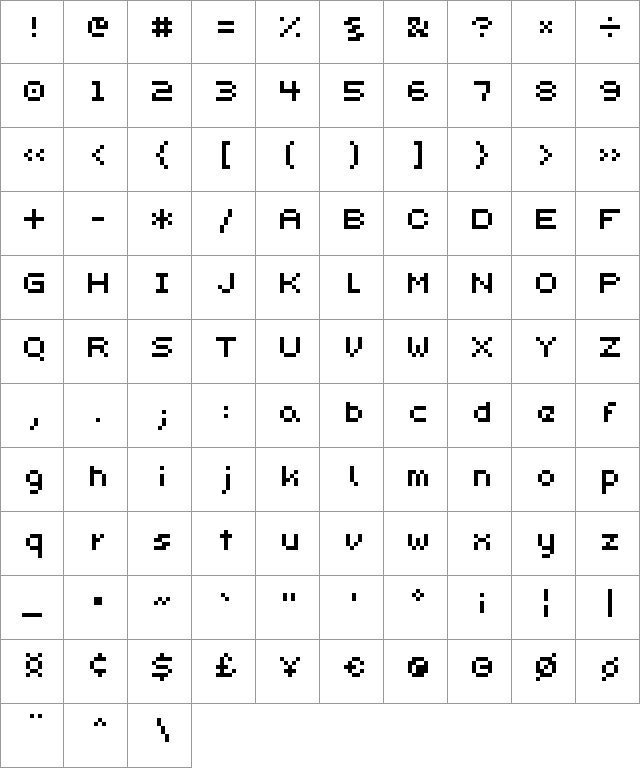 ! @ # = % § & ? × ÷
0 1 2 3 4 5 6 7 8 9
« < { [ ( ) ] } > »
+ - * / A B C D E F
G H I J K L M N O P
Q R S T U V W X Y Z
, . ; : a b c d e f
g h i j k l m n o p
q r s t u v w x y z
_ • ~ ` " ' ° ¡ ¦ |
¤ ¢ $ £ ¥ € ® © Ø ø
¨ ^ \